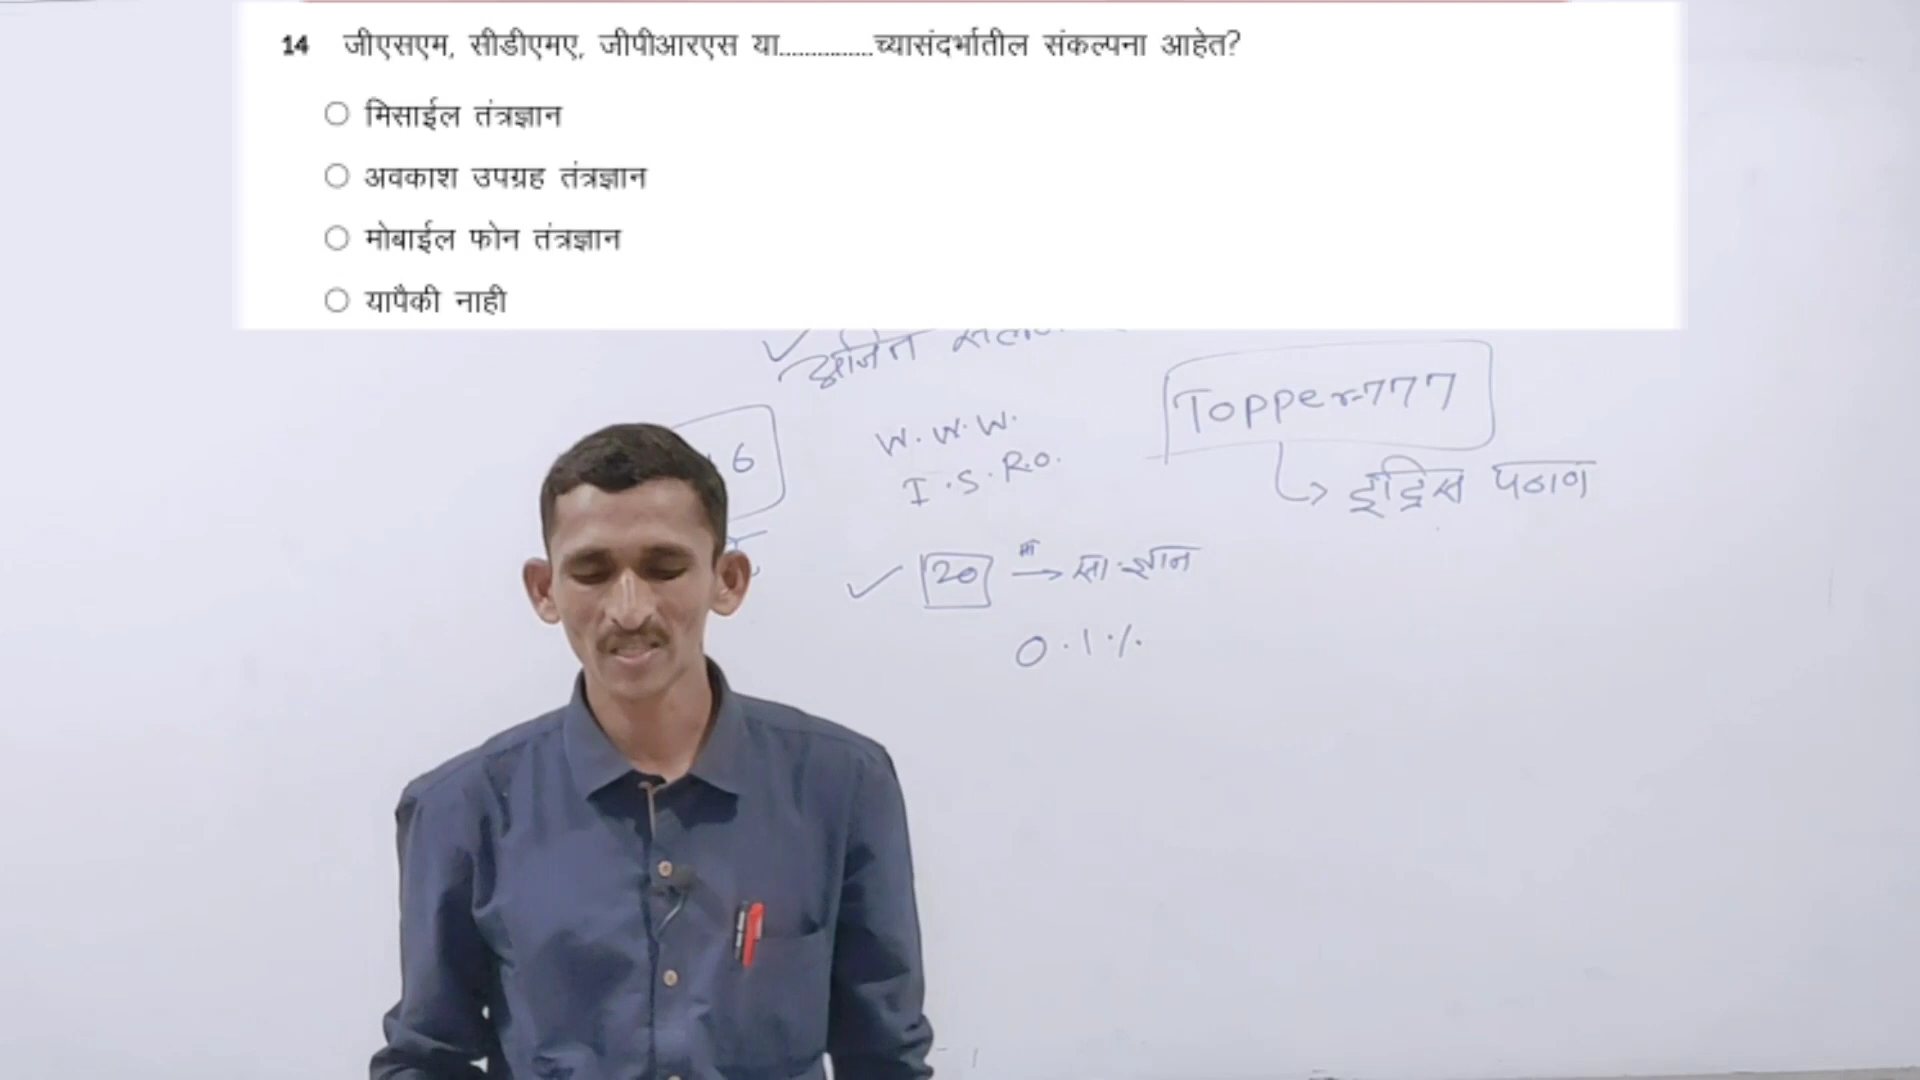 14 जीएसएम, सीडीएमए, जीपीआरएस या...............च्यासंदर्भातील संकल्पना आहेत?
मिसाईल तंत्रज्ञान
अवकाश उपग्रह तंत्रज्ञान
मोबाईल फोन तंत्रज्ञान
यापैकी नाही
Topper-777
6
W. W. W.
I.S.R.O.
इद्रिस पठाण
20 → सा.ज्ञान
0.1%